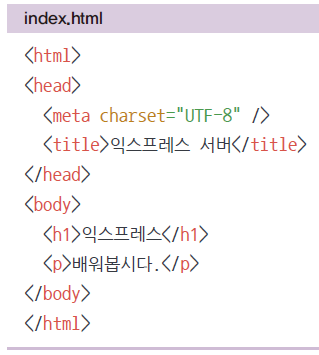 index.html
<html>
<head>
  <meta charset="UTF-8" />
  <title>익스프레스 서버</title>
</head>
<body>
  <h1>익스프레스</h1>
  <p>배워봅시다.</p>
</body>
</html>